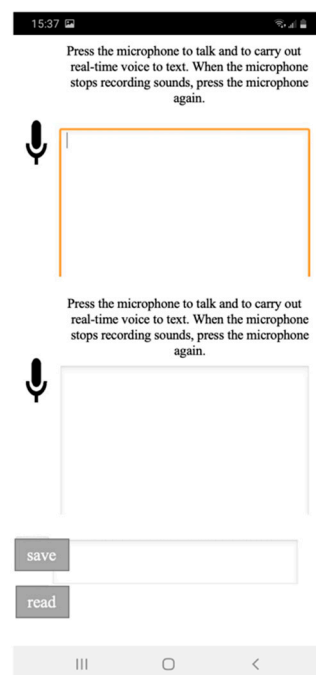 15:37
Press the microphone to talk and to carry out
real-time voice to text. When the microphone
stops recording sounds, press the microphone
again.
Press the microphone to talk and to carry out
real-time voice to text. When the microphone
stops recording sounds, press the microphone
again.
save
read